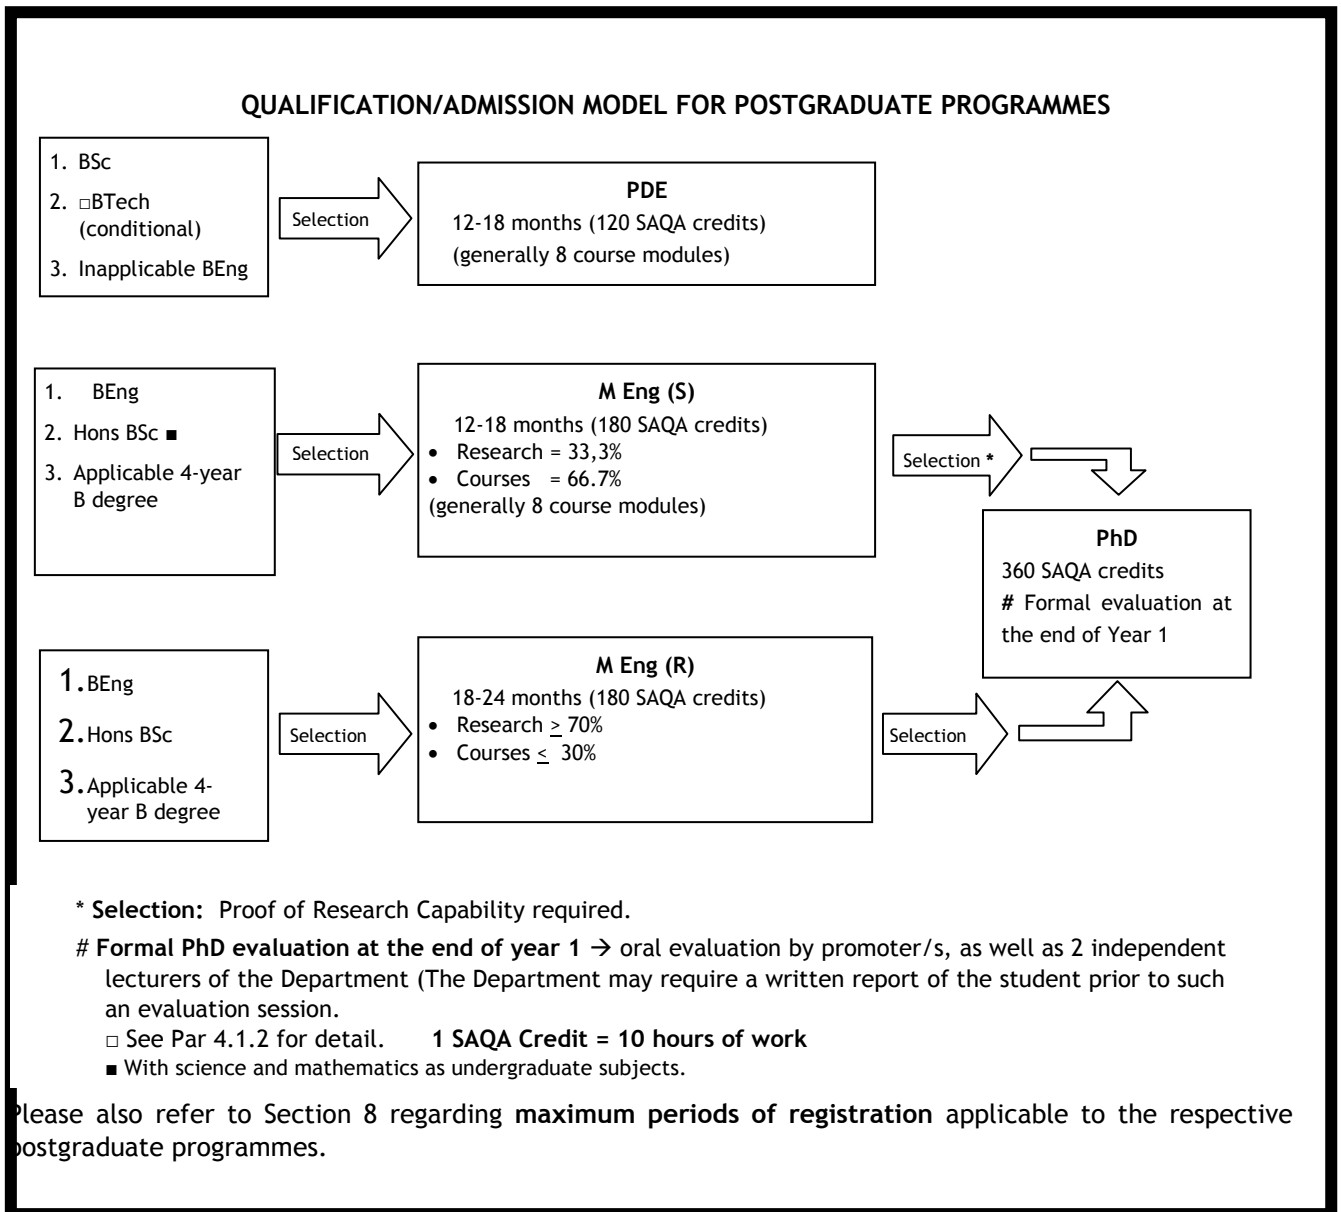 QUALIFICATION/ADMISSION MODEL FOR POSTGRADUATE PROGRAMMES
1. BSc
2. □BTech
(conditional)
3. Inapplicable BEng
Selection
PDE
12-18 months (120 SAQA credits)
(generally 8 course modules)
1. BEng
2. Hons BSc ■
3. Applicable 4-year
B degree
Selection
M Eng (S)
12-18 months (180 SAQA credits)
• Research = 33,3%
• Courses = 66.7%
(generally 8 course modules)
Selection *
PhD
360 SAQA credits
# Formal evaluation at
the end of Year 1
1. BEng
2. Hons BSc
3. Applicable 4-
year B degree
Selection
M Eng (R)
18-24 months (180 SAQA credits)
• Research ≥ 70%
• Courses ≤ 30%
Selection
* Selection: Proof of Research Capability required.
# Formal PhD evaluation at the end of year 1 → oral evaluation by promoter/s, as well as 2 independent
lecturers of the Department (The Department may require a written report of the student prior to such
an evaluation session.
□ See Par 4.1.2 for detail. 1 SAQA Credit = 10 hours of work
■ With science and mathematics as undergraduate subjects.
Please also refer to Section 8 regarding maximum periods of registration applicable to the respective
postgraduate programmes.